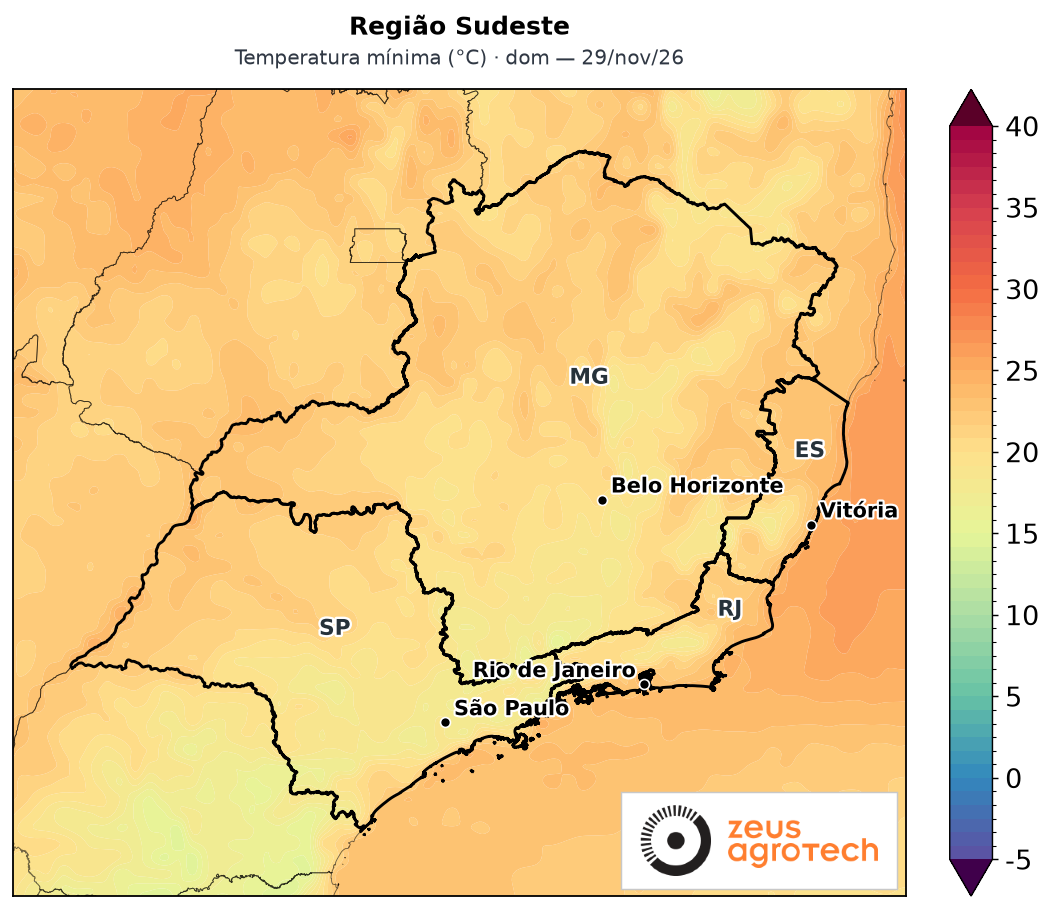 Região Sudeste
Temperatura mínima (°C) · dom — 29/nov/26
MG
ES
Belo Horizonte
Vitória
RJ
SP
Rio de Janeiro
São Paulo
40
35
30
25
20
15
10
5
0
-5
zeus
agrotech